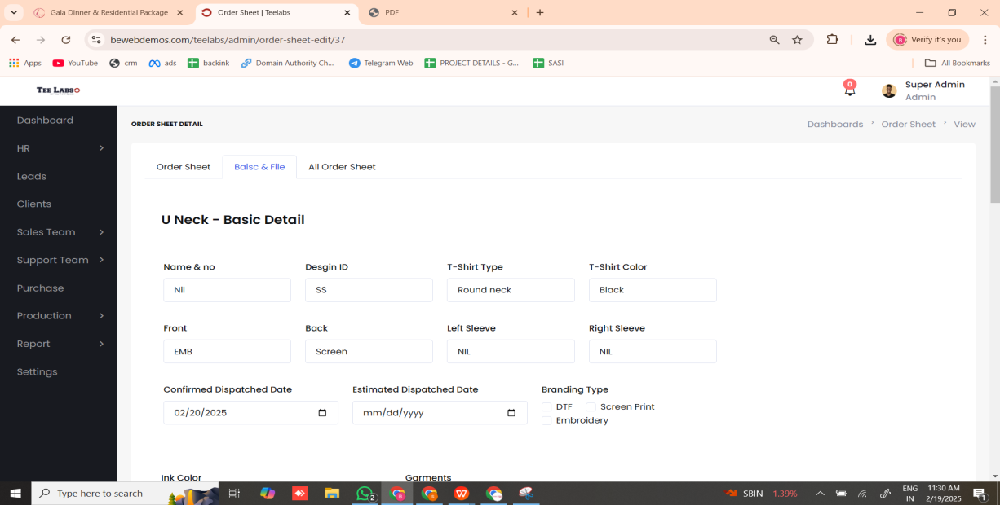 Gala Dinner & Residential Package
Order Sheet | Teelabs
PDF
bewebdemos.com/teelabs/admin/order-sheet-edit/37
B
Verify it's you
Apps
YouTube
crm
ads
backink
Domain Authority Ch...
Telegram Web
PROJECT DETAILS - G...
SASI
All Bookmarks
TEE LABS
0
Super Admin
Admin
Dashboard
HR
Leads
Clients
Sales Team
Support Team
Purchase
Production
Report
Settings
ORDER SHEET DETAIL
Dashboards > Order Sheet > View
Order Sheet
Baisc & File
All Order Sheet
U Neck - Basic Detail
Name & no
Desgin ID
T-Shirt Type
T-Shirt Color
Nil
SS
Round neck
Black
Front
Back
Left Sleeve
Right Sleeve
EMB
Screen
NIL
NIL
Confirmed Dispatched Date
Estimated Dispatched Date
Branding Type
02/20/2025
mm/dd/yyyy
DTF
Screen Print
Embroidery
Ink Color
Garments
Type here to search
2
SBIN -1.39%
ENG
IN
11:30 AM
2/19/2025
1